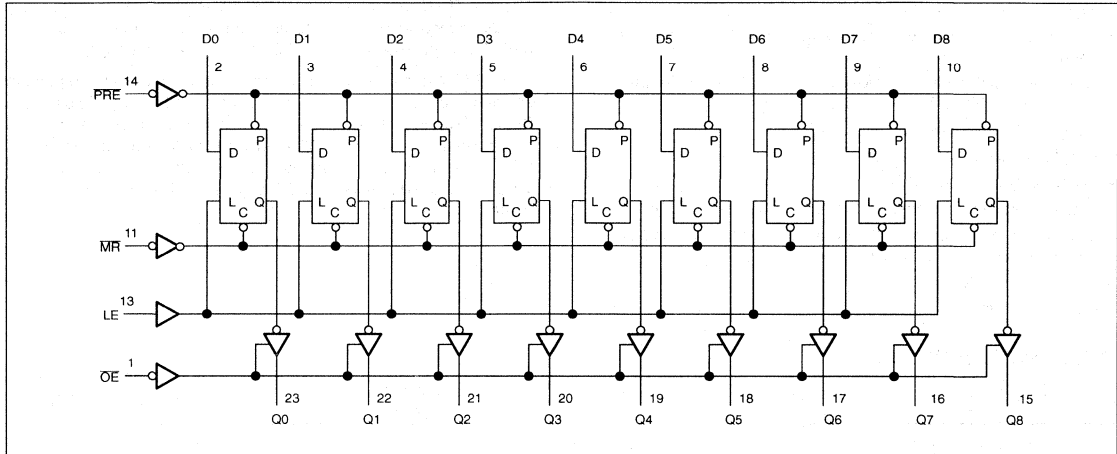 D0 D1 D2 D3 D4 D5 D6 D7 D8
2 3 4 5 6 7 8 9 10
PRE 14
P P P P P P P P P
D D D D D D D D D
L Q L Q L Q L Q L Q L Q L Q L Q L Q
C C C C C C C C C
MR 11
LE 13
OE 1
23 22 21 20 19 18 17 16 15
Q0 Q1 Q2 Q3 Q4 Q5 Q6 Q7 Q8